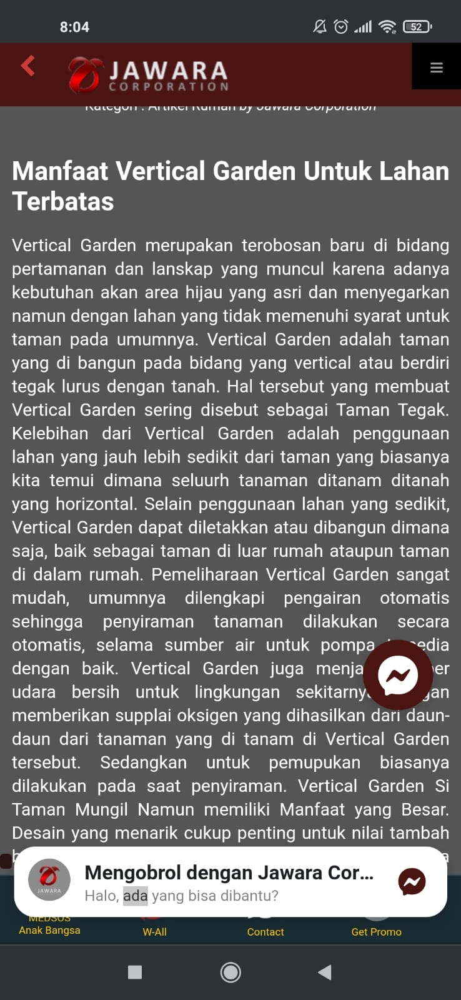 8:04
52
JAWARA
CORPORATION
Kategori : Artikel Rumah by Jawara Corporation
Manfaat Vertical Garden Untuk Lahan
Terbatas
Vertical Garden merupakan terobosan baru di bidang
pertamanan dan lanskap yang muncul karena adanya
kebutuhan akan area hijau yang asri dan menyegarkan
namun dengan lahan yang tidak memenuhi syarat untuk
taman pada umumnya. Vertical Garden adalah taman
yang di bangun pada bidang yang vertical atau berdiri
tegak lurus dengan tanah. Hal tersebut yang membuat
Vertical Garden sering disebut sebagai Taman Tegak.
Kelebihan dari Vertical Garden adalah penggunaan
lahan yang jauh lebih sedikit dari taman yang biasanya
kita temui dimana seluurh tanaman ditanam ditanah
yang horizontal. Selain penggunaan lahan yang sedikit,
Vertical Garden dapat diletakkan atau dibangun dimana
saja, baik sebagai taman di luar rumah ataupun taman
di dalam rumah. Pemeliharaan Vertical Garden sangat
mudah, umumnya dilengkapi pengairan otomatis
sehingga penyiraman tanaman dilakukan secara
otomatis, selama sumber air untuk pompa
dengan baik. Vertical Garden juga
udara bersih untuk lingkungan
memberikan supplai oksigen yang dihasilkan dari daun-
daun dari tanaman yang di tanam di Vertical Garden
tersebut. Sedangkan untuk pemupukan biasanya
dilakukan pada saat penyiraman. Vertical Garden Si
Taman Mungil Namun memiliki Manfaat yang Besar.
Desain yang menarik cukup penting untuk nilai tambah
JAWARA
Mengobrol dengan Jawara Cor...
Halo, ada yang bisa dibantu?
MEDSOS
Anak Bangsa
W-All
Contact
Get Promo